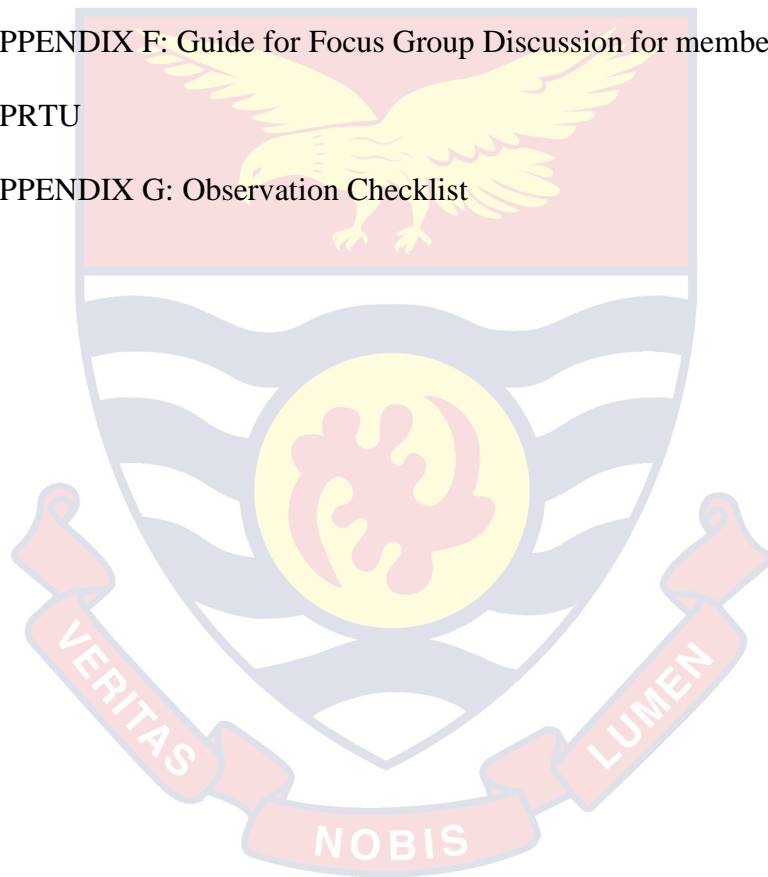 PPENDIX F: Guide for Focus Group Discussion for membe
PRTU
PPENDIX G: Observation Checklist
VERITAS
NOBIS
LUMEN